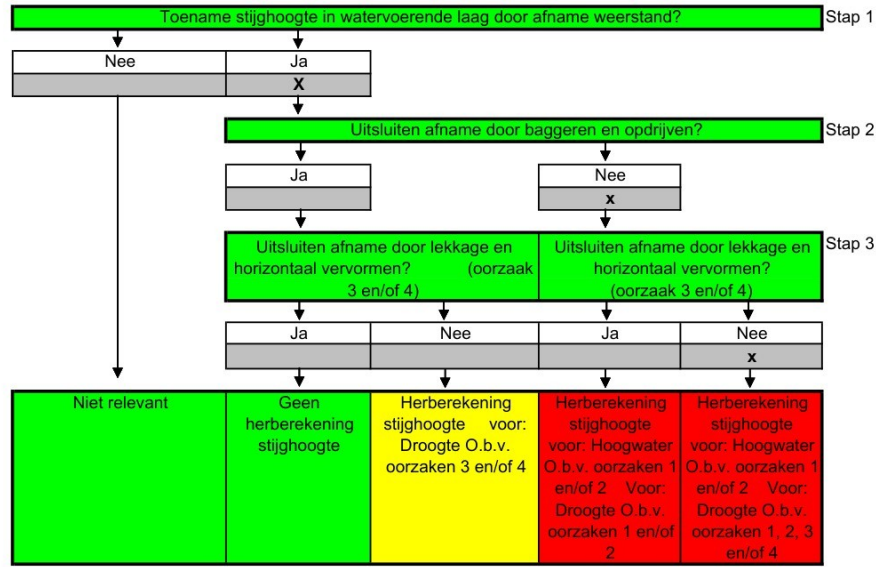 Toename stijghoogte in watervoerende laag door afname weerstand? Stap 1
Nee Ja
X
Uitsluiten afname door baggeren en opdrijven? Stap 2
Ja Nee
x
Uitsluiten afname door lekkage en
horizontaal vervormen? (oorzaak
3 en/of 4)
Uitsluiten afname door lekkage en
horizontaal vervormen?
(oorzaak 3 en/of 4)
Stap 3
Ja Nee Ja Nee
x
Niet relevant
Geen
herberekening
stijghoogte
Herberekening
stijghoogte voor:
Droogte O.b.v.
oorzaken 3 en/of 4
Herberekening
stijghoogte
voor: Hoogwater
O.b.v. oorzaken 1
en/of 2 Voor:
Droogte O.b.v.
oorzaken 1 en/of
2
Herberekening
stijghoogte
voor: Hoogwater
O.b.v. oorzaken 1
en/of 2 Voor:
Droogte O.b.v.
oorzaken 1, 2, 3
en/of 4